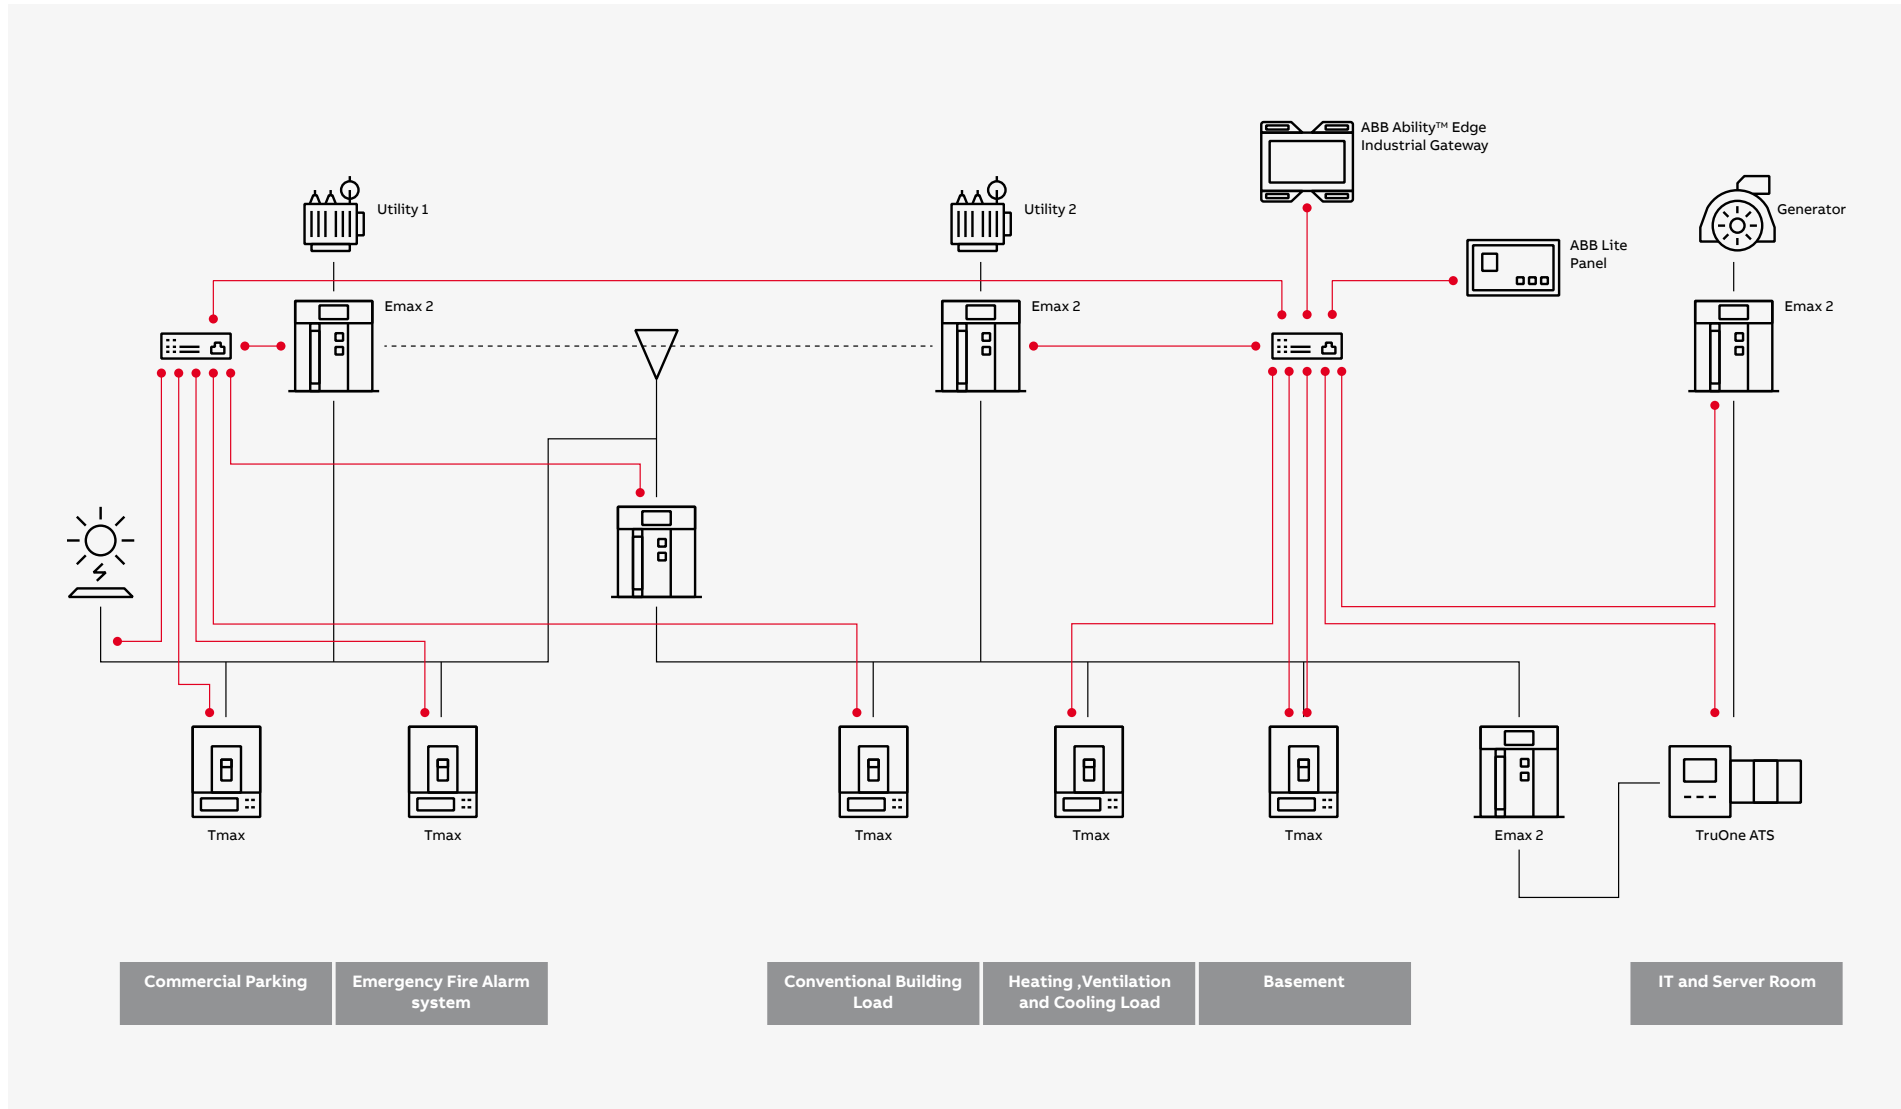 ABB Ability™ Edge
Industrial Gateway
Utility 1
Utility 2
Generator
ABB Lite
Panel
Emax 2
Emax 2
Emax 2
Tmax
Tmax
Tmax
Tmax
Tmax
Emax 2
TruOne ATS
Commercial Parking
Emergency Fire Alarm
system
Conventional Building
Load
Heating ,Ventilation
and Cooling Load
Basement
IT and Server Room